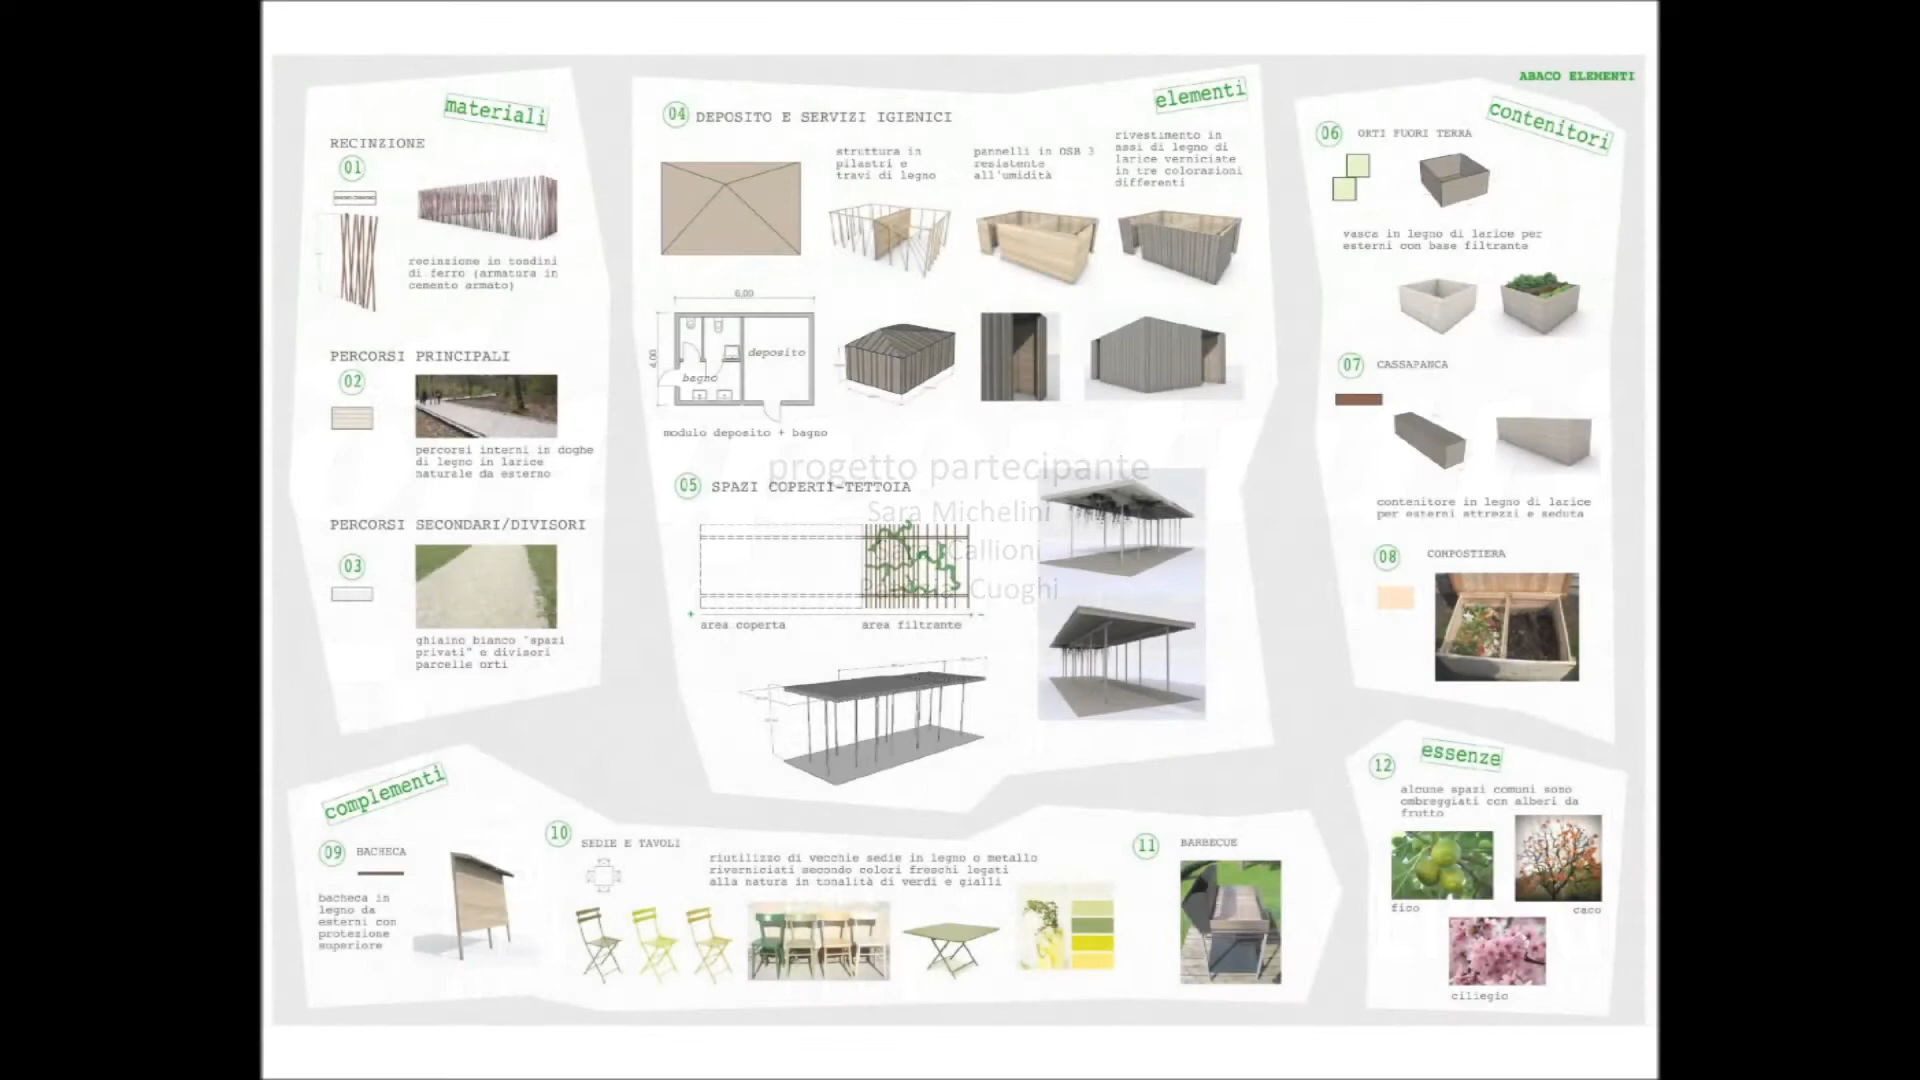 ABACO ELEMENTI
materiali
RECINZIONE
01
recinzione in tondini
di ferro (armatura in
cemento armato)
PERCORSI PRINCIPALI
02
percorsi interni in doghe
di legno in larice
naturale da esterno
PERCORSI SECONDARI/DIVISORI
03
ghiaino bianco "spazi
privati" e divisori
parcelle orti
elementi
04 DEPOSITO E SERVIZI IGIENICI
struttura in
pilastri e
travi di legno
pannelli in OSB 3
resistente
all'umidità
rivestimento in
assi di legno di
larice verniciate
in tre colorazioni
differenti
6,00
4,00
deposito
bagno
modulo deposito + bagno
progetto partecipante
Sara Michelini
Callioni
Cuoghi
05 SPAZI COPERTI-TETTOIA
+ -
area coperta
area filtrante
contenitori
06 ORTI FUORI TERRA
vasca in legno di larice per
esterni con base filtrante
07 CASSAPANCA
contenitore in legno di larice
per esterni attrezzi e seduta
08 COMPOSTIERA
complementi
09 BACHECA
bacheca in
legno da
esterni con
protezione
superiore
10 SEDIE E TAVOLI
riutilizzo di vecchie sedie in legno o metallo
riverniciati secondo colori freschi legati
alla natura in tonalità di verdi e gialli
11 BARBECUE
essenze
12
alcune spazi comuni sono
ombreggiati con alberi da
frutto
fico
caco
ciliegio